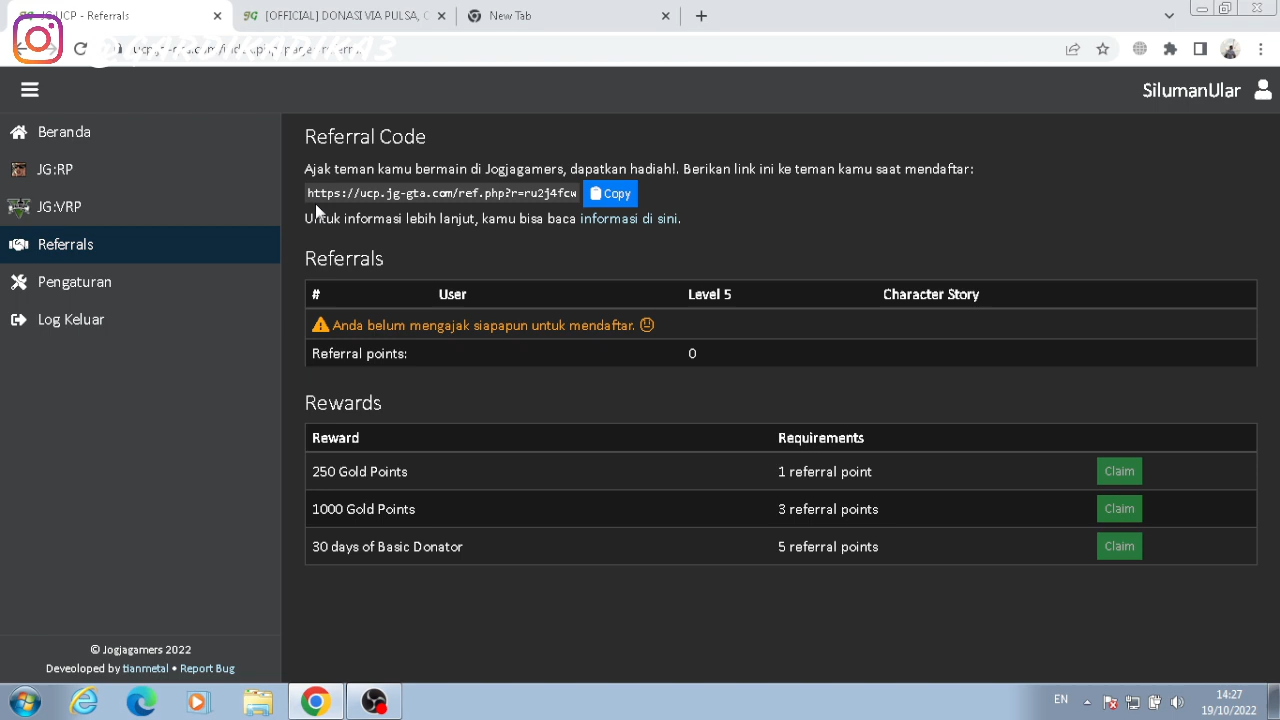 JG UCP - Referrals
[OFFICIAL] DONASI VIA PULSA, C
New Tab
@GARDIKADIKA3
SilumanUlar
Beranda
JG:RP
JG:VRP
Referrals
Pengaturan
Log Keluar
Referral Code
Ajak teman kamu bermain di Jogjagamers, dapatkan hadiah!. Berikan link ini ke teman kamu saat mendaftar:
https://ucp.jg-gta.com/ref.php?r=ru2j4fcw Copy
Untuk informasi lebih lanjut, kamu bisa baca informasi di sini.
Referrals
# User Level 5 Character Story
Anda belum mengajak siapapun untuk mendaftar.
Referral points: 0
Rewards
Reward Requirements
250 Gold Points 1 referral point Claim
1000 Gold Points 3 referral points Claim
30 days of Basic Donator 5 referral points Claim
© Jogjagamers 2022
Developed by tianmetal • Report Bug
EN
14:27
19/10/2022